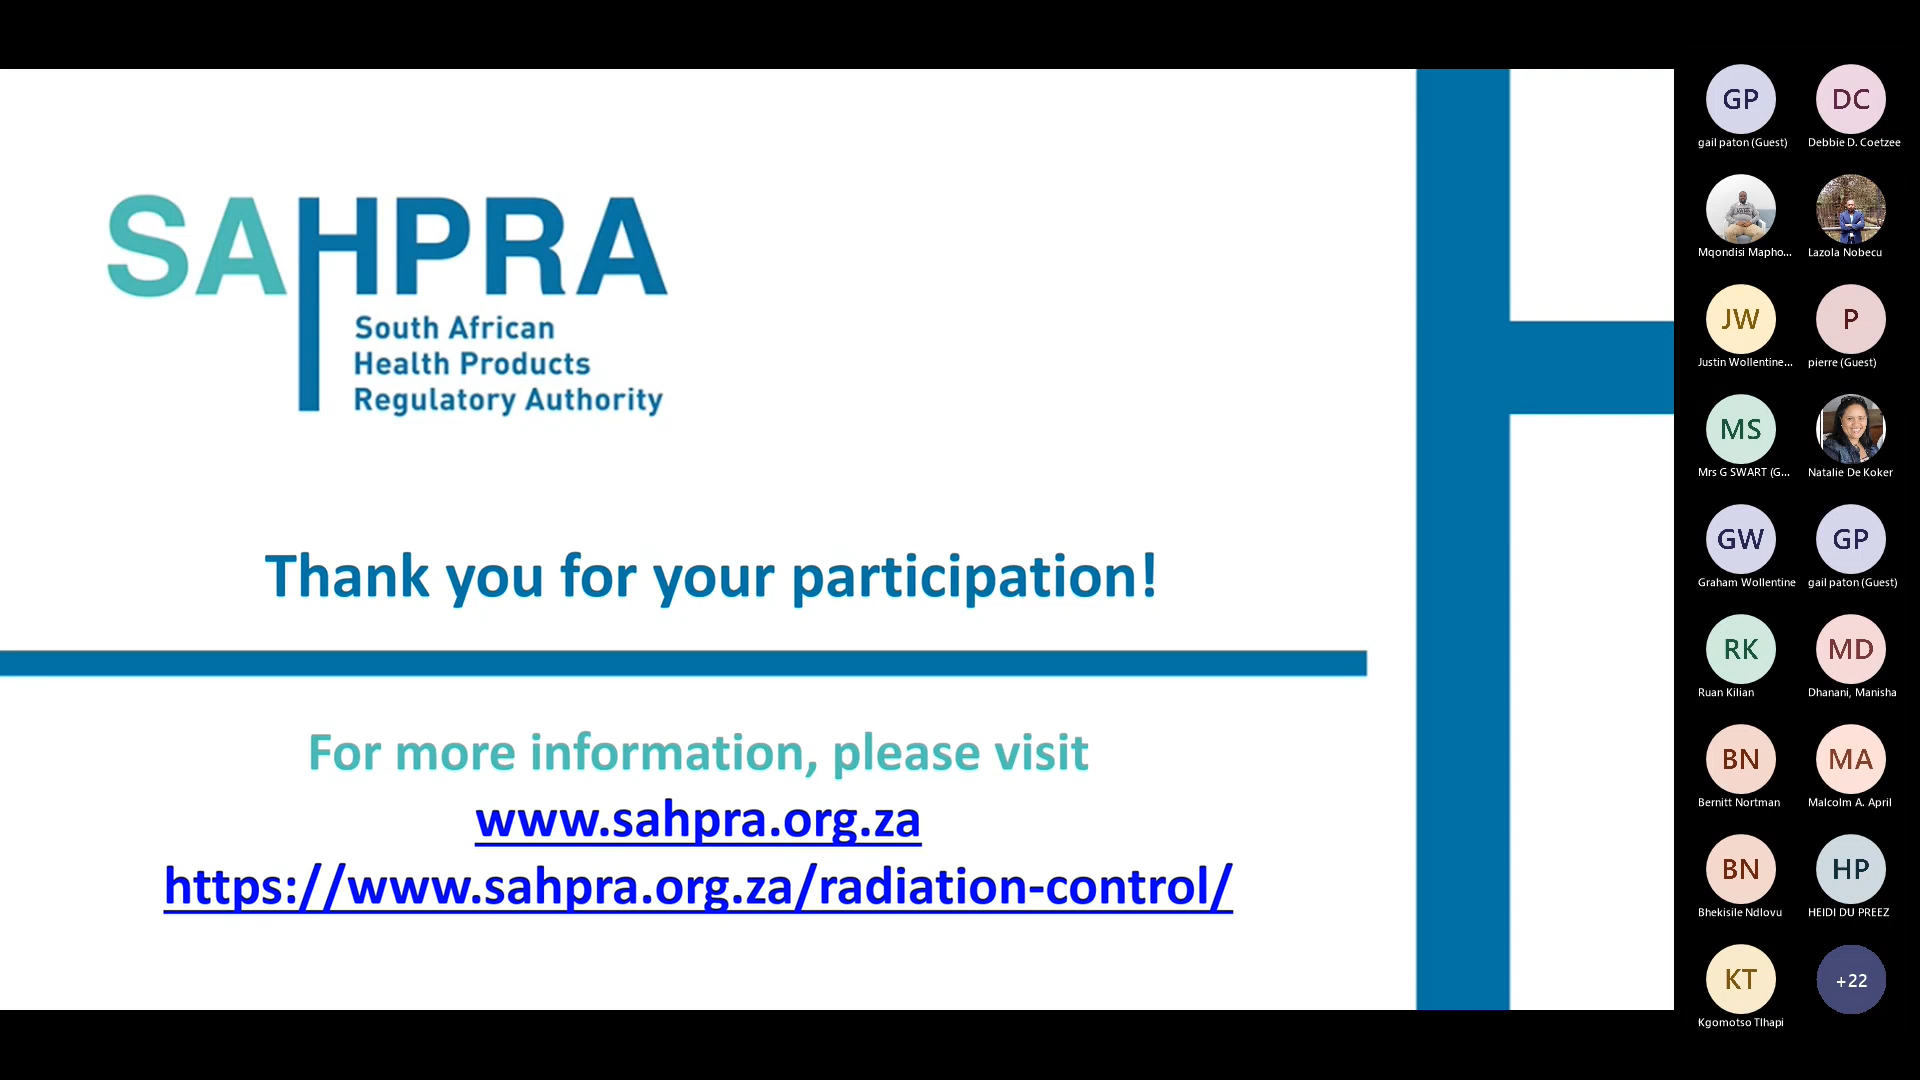 SAHPRA
South African
Health Products
Regulatory Authority
Thank you for your participation!
For more information, please visit
www.sahpra.org.za
https://www.sahpra.org.za/radiation-control/
GP
DC
gail paton (Guest)
Debbie D. Coetzee
Mqondisi Mapho...
Lazola Nobecu
JW
P
Justin Wollentine...
pierre (Guest)
MS
Mrs G SWART (G...
Natalie De Koker
GW
GP
Graham Wollentine
gail paton (Guest)
RK
MD
Ruan Kilian
Dhanani, Manisha
BN
MA
Bernitt Nortman
Malcolm A. April
BN
HP
Bhekisile Ndlovu
HEIDI DU PREEZ
KT
+22
Kgomotso Tlhapi